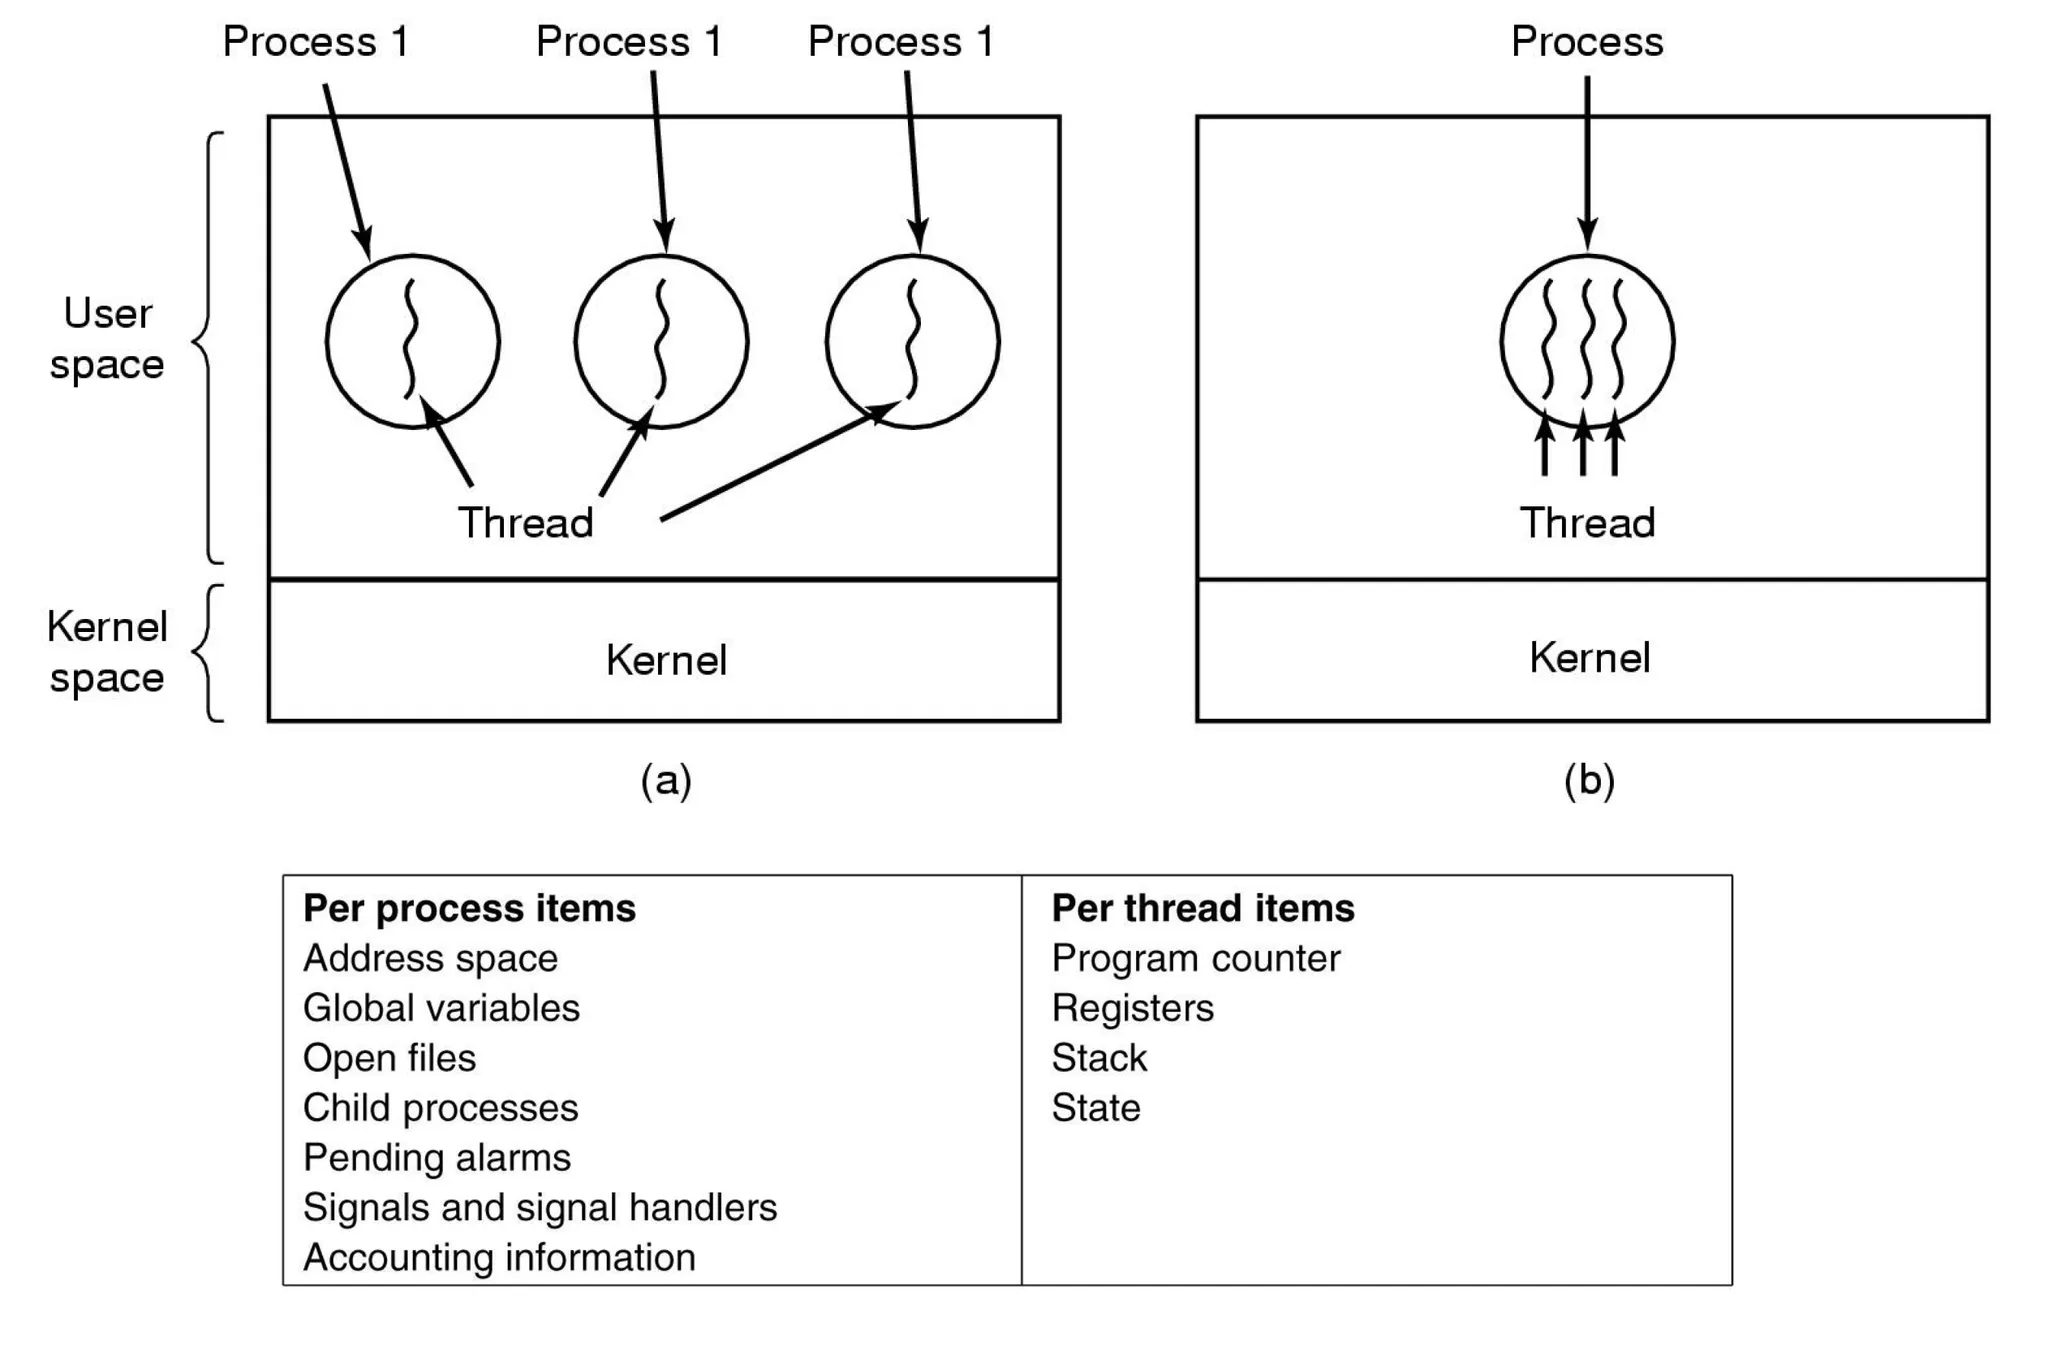 Process 1
Process 1
Process 1
Process
User
space
Thread
Thread
Kernel
space
Kernel
Kernel
(a)
(b)
Per process items
Address space
Global variables
Open files
Child processes
Pending alarms
Signals and signal handlers
Accounting information
Per thread items
Program counter
Registers
Stack
State